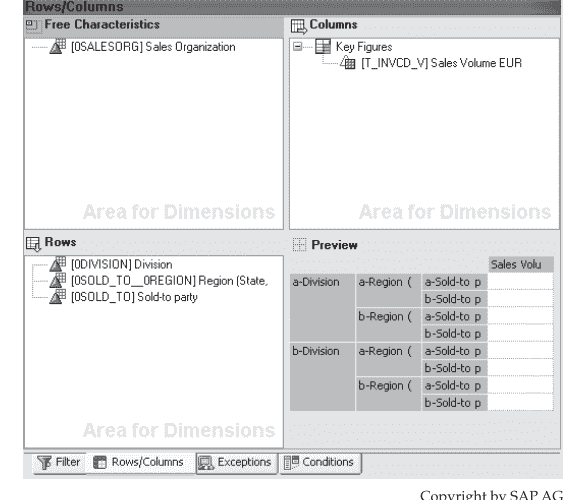 Rows/Columns
Free Characteristics
[0SALESORG] Sales Organization
Area for Dimensions
Columns
Key Figures
[T_INVCD_V] Sales Volume EUR
Area for Dimensions
Rows
[0DIVISION] Division
[0SOLD_TO__0REGION] Region (State,
[0SOLD_TO] Sold-to party
Area for Dimensions
Preview
Sales Volu
a-Division a-Region ( a-Sold-to p
b-Sold-to p
b-Region ( a-Sold-to p
b-Sold-to p
b-Division a-Region ( a-Sold-to p
b-Sold-to p
b-Region ( a-Sold-to p
b-Sold-to p
Filter Rows/Columns Exceptions Conditions
Copyright by SAP AG